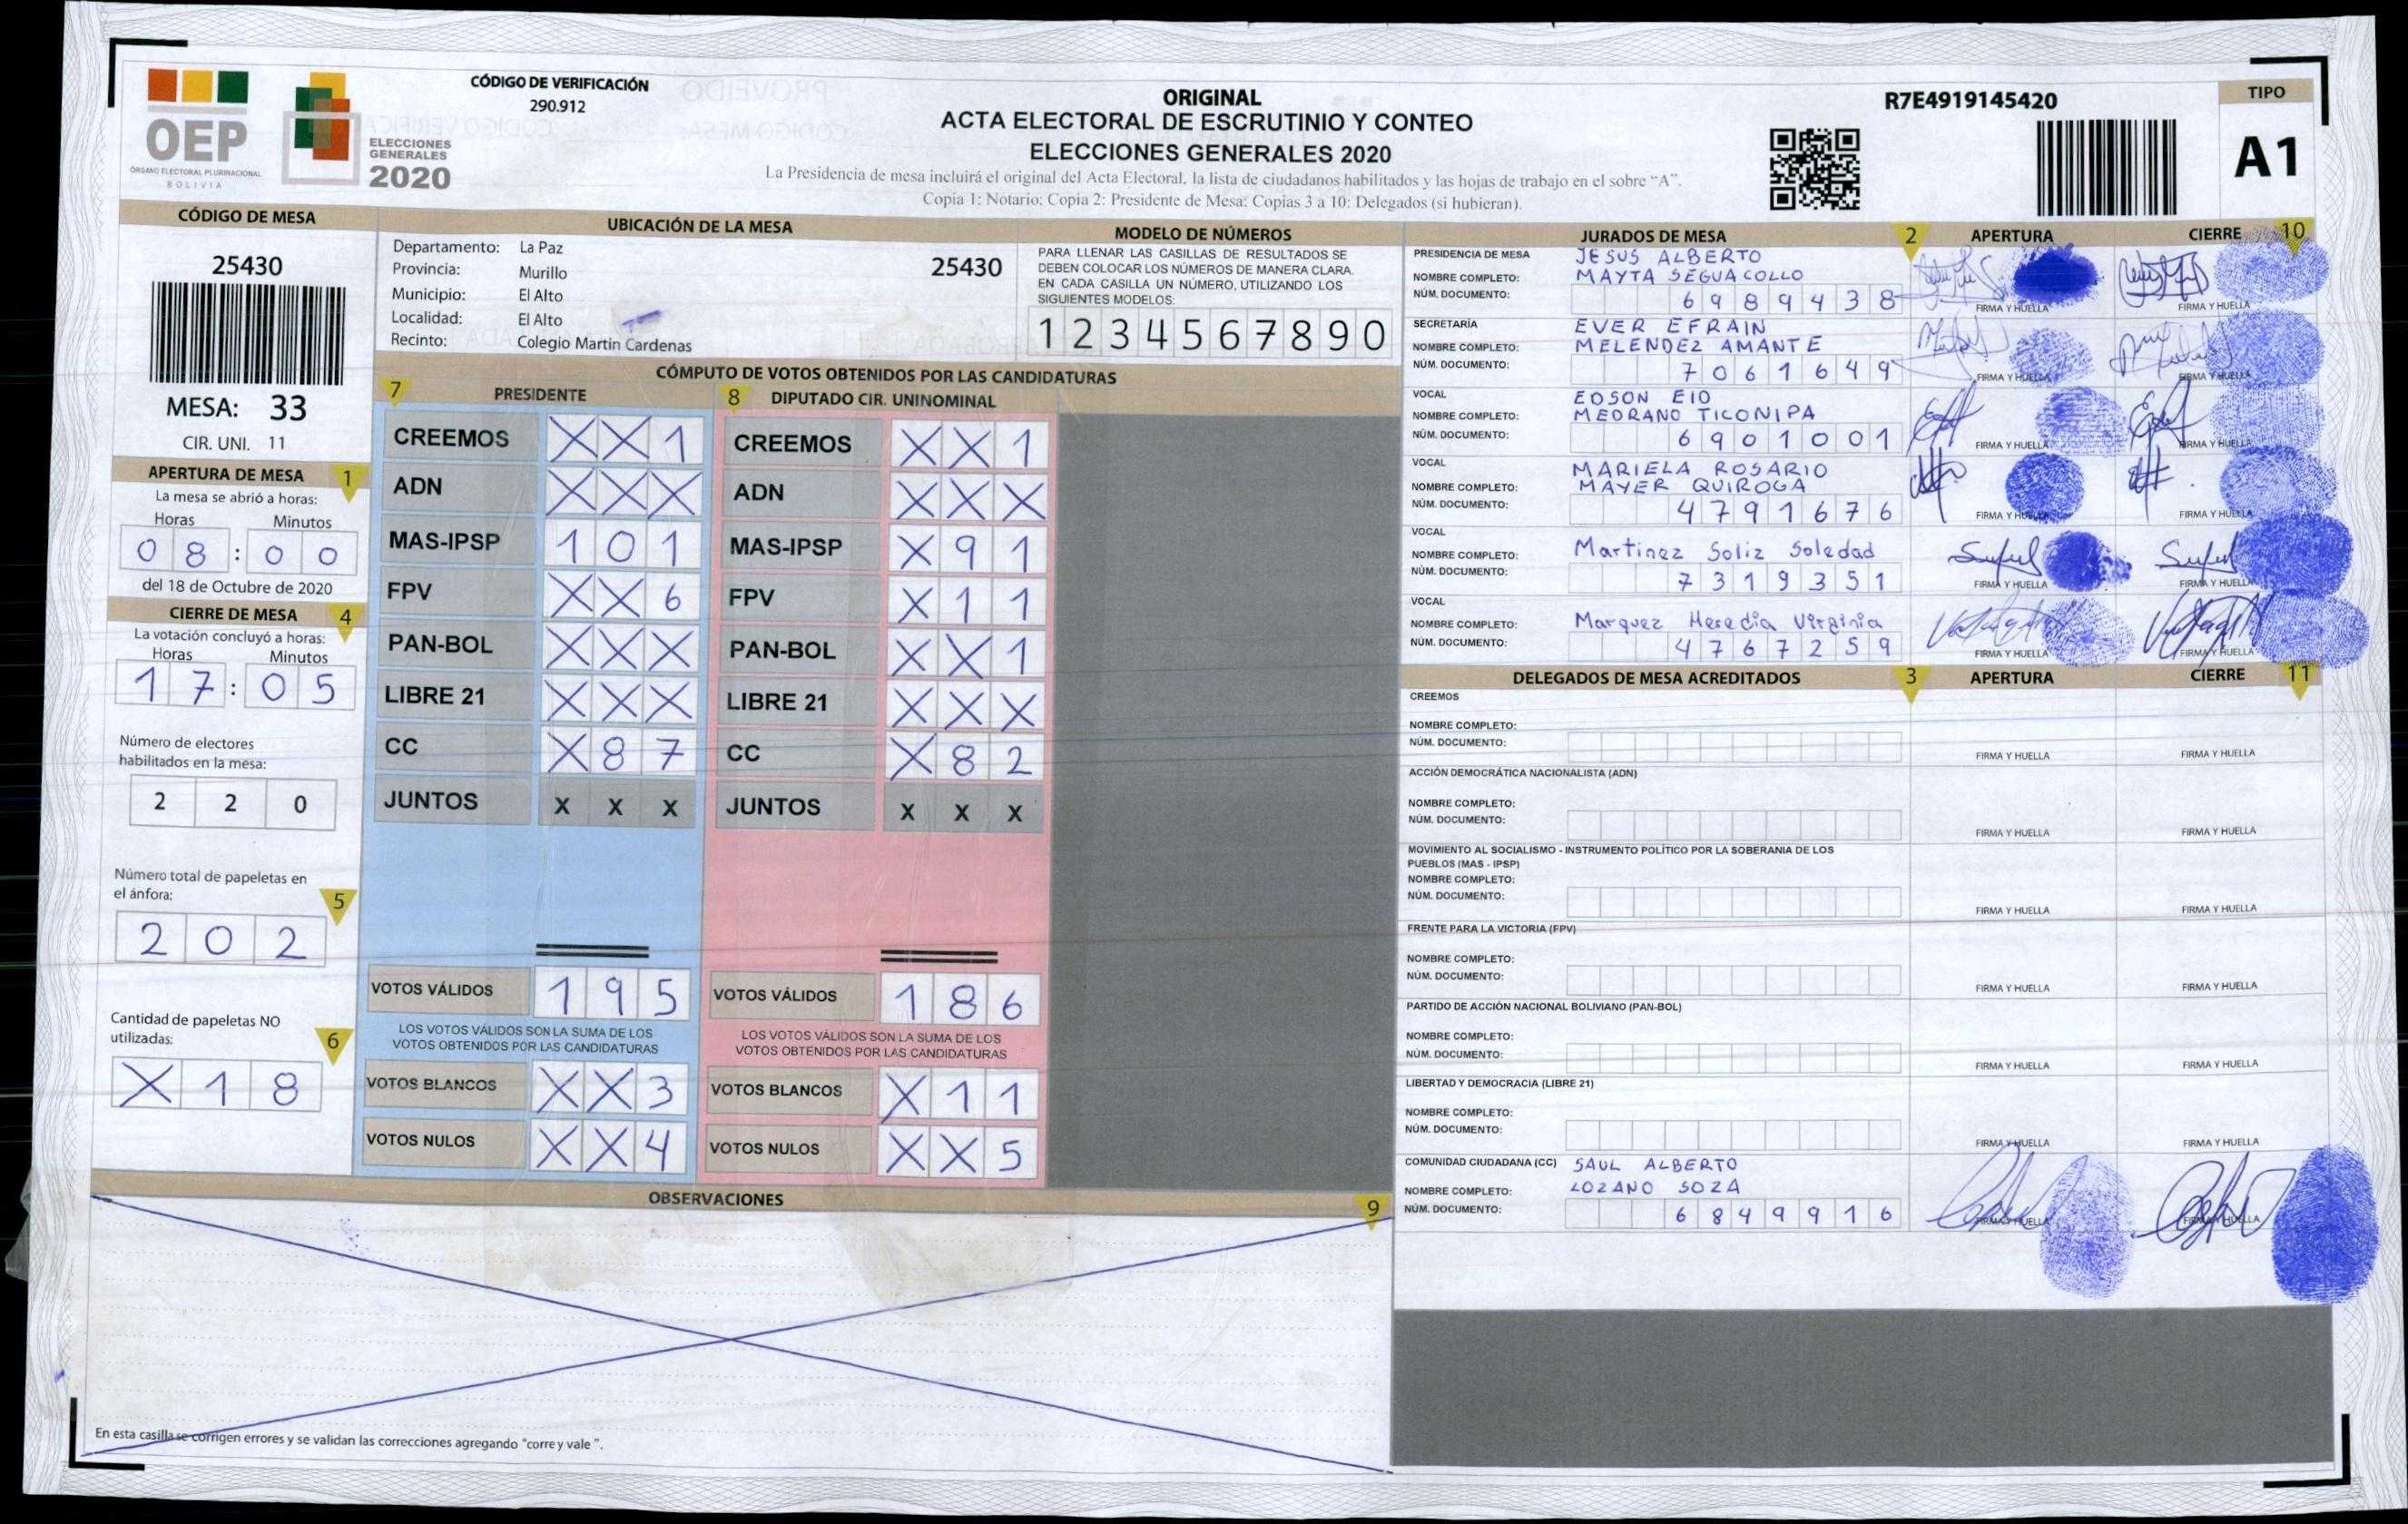 OEP
ÓRGANO ELECTORAL PLURINACIONAL
BOLIVIA
ELECCIONES
GENERALES
2020
CÓDIGO DE VERIFICACIÓN
290.912
ORIGINAL
ACTA ELECTORAL DE ESCRUTINIO Y CONTEO
ELECCIONES GENERALES 2020
La Presidencia de mesa incluirá el original del Acta Electoral, la lista de ciudadanos habilitados y las hojas de trabajo en el sobre “A”.
Copia 1: Notario; Copia 2: Presidente de Mesa; Copias 3 a 10: Delegados (si hubieran).
R7E4919145420
TIPO
A1
CÓDIGO DE MESA
25430
MESA: 33
CIR. UNI. 11
APERTURA DE MESA 1
La mesa se abrió a horas:
Horas Minutos
0 8 : 0 0
del 18 de Octubre de 2020
CIERRE DE MESA 4
La votación concluyó a horas:
Horas Minutos
1 7 : 0 5
Número de electores
habilitados en la mesa:
2 2 0
Número total de papeletas en
el ánfora: 5
2 0 2
Cantidad de papeletas NO
utilizadas: 6
X 1 8
UBICACIÓN DE LA MESA
Departamento: La Paz
Provincia: Murillo
Municipio: El Alto
Localidad: El Alto
Recinto: Colegio Martin Cardenas
25430
MODELO DE NÚMEROS
PARA LLENAR LAS CASILLAS DE RESULTADOS SE
DEBEN COLOCAR LOS NÚMEROS DE MANERA CLARA.
EN CADA CASILLA UN NÚMERO, UTILIZANDO LOS
SIGUIENTES MODELOS:
1 2 3 4 5 6 7 8 9 0
CÓMPUTO DE VOTOS OBTENIDOS POR LAS CANDIDATURAS
7 PRESIDENTE
CREEMOS X X 1
ADN X X X
MAS-IPSP 1 0 1
FPV X X 6
PAN-BOL X X X
LIBRE 21 X X X
CC X 8 7
JUNTOS X X X
VOTOS VÁLIDOS 1 9 5
LOS VOTOS VÁLIDOS SON LA SUMA DE LOS
VOTOS OBTENIDOS POR LAS CANDIDATURAS
VOTOS BLANCOS X X 3
VOTOS NULOS X X 4
8 DIPUTADO CIR. UNINOMINAL
CREEMOS X X 1
ADN X X X
MAS-IPSP X 9 1
FPV X 1 1
PAN-BOL X X 1
LIBRE 21 X X X
CC X 8 2
JUNTOS X X X
VOTOS VÁLIDOS 1 8 6
LOS VOTOS VÁLIDOS SON LA SUMA DE LOS
VOTOS OBTENIDOS POR LAS CANDIDATURAS
VOTOS BLANCOS X 1 1
VOTOS NULOS X X 5
OBSERVACIONES 9
En esta casilla se corrigen errores y se validan las correcciones agregando “corre y vale ”.
JURADOS DE MESA 2 APERTURA CIERRE 10
PRESIDENCIA DE MESA JESUS ALBERTO
NOMBRE COMPLETO: MAYTA SEGUACOLLO
NÚM. DOCUMENTO: 6 9 8 9 4 3 8 FIRMA Y HUELLA FIRMA Y HUELLA
SECRETARÍA EVER EFRAIN
NOMBRE COMPLETO: MELENDEZ AMANTE
NÚM. DOCUMENTO: 7 0 6 1 6 4 9 FIRMA Y HUELLA FIRMA Y HUELLA
VOCAL EDSON EIO
NOMBRE COMPLETO: MEDRANO TICONIPA
NÚM. DOCUMENTO: 6 9 0 1 0 0 1 FIRMA Y HUELLA FIRMA Y HUELLA
VOCAL MARIELA ROSARIO
NOMBRE COMPLETO: MAYER QUIROGA
NÚM. DOCUMENTO: 4 7 9 1 6 7 6 FIRMA Y HUELLA FIRMA Y HUELLA
VOCAL
NOMBRE COMPLETO: Martinez Soliz Soledad
NÚM. DOCUMENTO: 7 3 1 9 3 5 1 FIRMA Y HUELLA FIRMA Y HUELLA
VOCAL
NOMBRE COMPLETO: Marquez Heredia Virginia
NÚM. DOCUMENTO: 4 7 6 7 2 5 9 FIRMA Y HUELLA FIRMA Y HUELLA
DELEGADOS DE MESA ACREDITADOS 3 APERTURA CIERRE 11
CREEMOS
NOMBRE COMPLETO:
NÚM. DOCUMENTO: FIRMA Y HUELLA FIRMA Y HUELLA
ACCIÓN DEMOCRÁTICA NACIONALISTA (ADN)
NOMBRE COMPLETO:
NÚM. DOCUMENTO: FIRMA Y HUELLA FIRMA Y HUELLA
MOVIMIENTO AL SOCIALISMO - INSTRUMENTO POLÍTICO POR LA SOBERANIA DE LOS
PUEBLOS (MAS - IPSP)
NOMBRE COMPLETO:
NÚM. DOCUMENTO: FIRMA Y HUELLA FIRMA Y HUELLA
FRENTE PARA LA VICTORIA (FPV)
NOMBRE COMPLETO:
NÚM. DOCUMENTO: FIRMA Y HUELLA FIRMA Y HUELLA
PARTIDO DE ACCIÓN NACIONAL BOLIVIANO (PAN-BOL)
NOMBRE COMPLETO:
NÚM. DOCUMENTO: FIRMA Y HUELLA FIRMA Y HUELLA
LIBERTAD Y DEMOCRACIA (LIBRE 21)
NOMBRE COMPLETO:
NÚM. DOCUMENTO: FIRMA Y HUELLA FIRMA Y HUELLA
COMUNIDAD CIUDADANA (CC) SAUL ALBERTO
NOMBRE COMPLETO: LOZANO SOZA
NÚM. DOCUMENTO: 6 8 4 9 9 1 6 FIRMA Y HUELLA FIRMA Y HUELLA